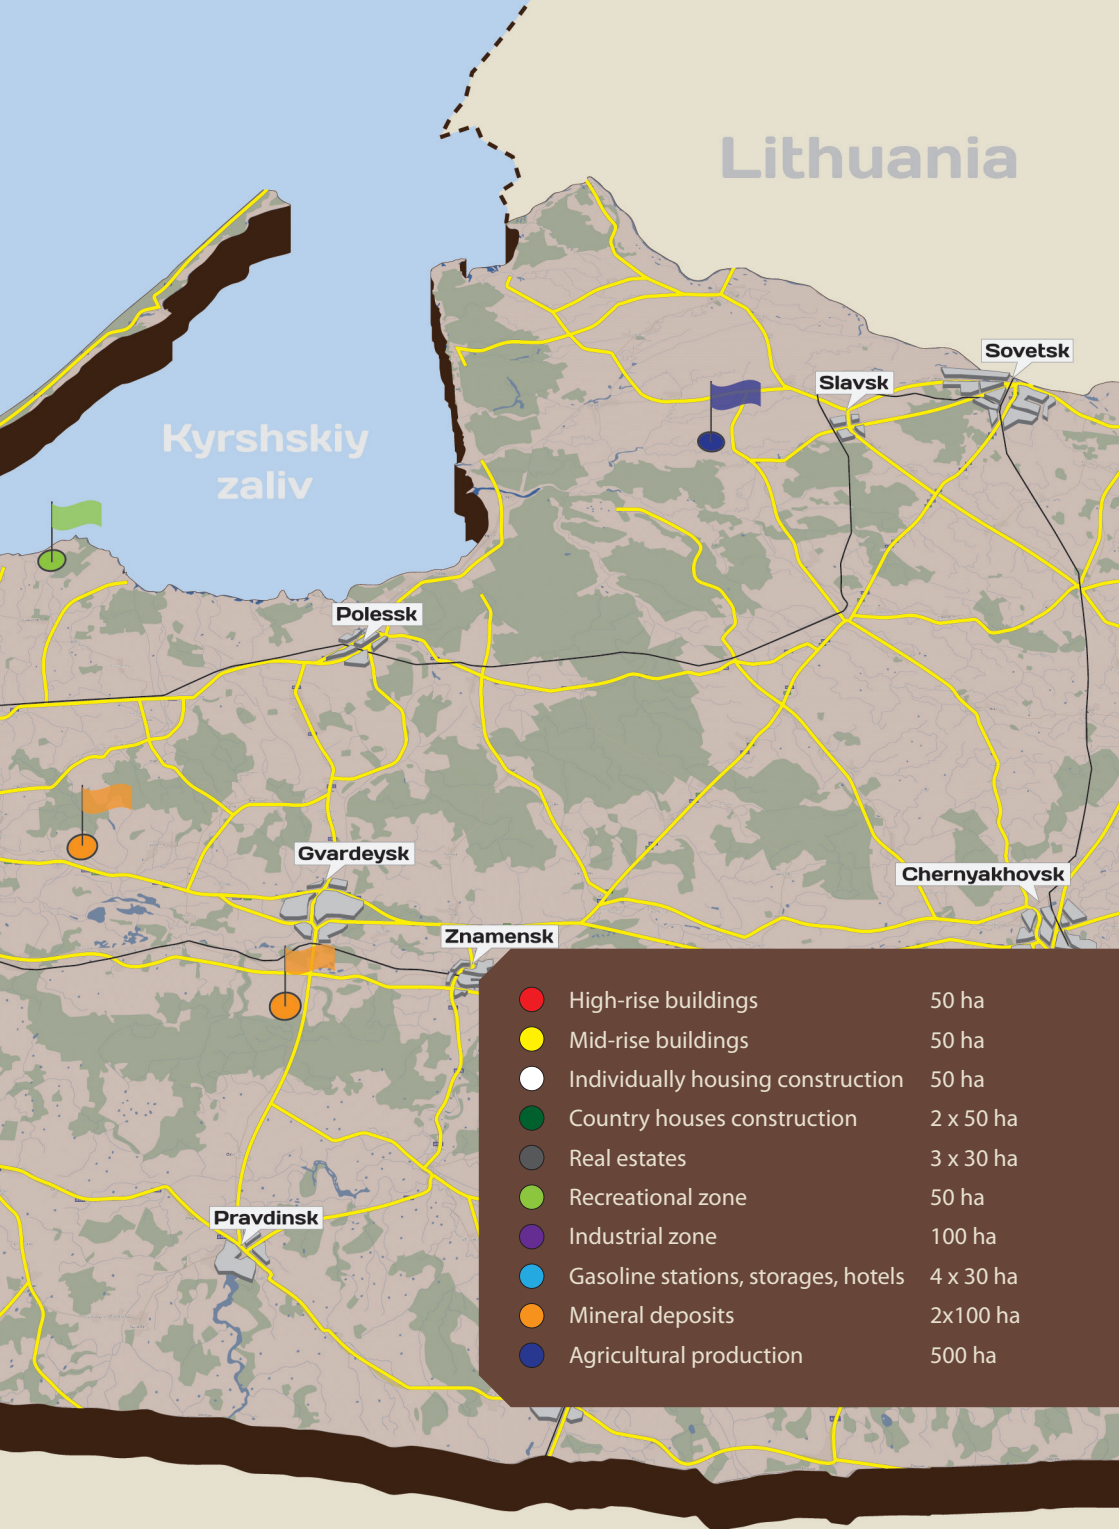 Lithuania
Sovetsk
Slavsk
Kyrshskiy
zaliv
Polessk
Gvardeysk
Chernyakhovsk
Znamensk
High-rise buildings 50 ha
Mid-rise buildings 50 ha
Individually housing construction 50 ha
Country houses construction 2 x 50 ha
Real estates 3 x 30 ha
Recreational zone 50 ha
Industrial zone 100 ha
Gasoline stations, storages, hotels 4 x 30 ha
Mineral deposits 2x100 ha
Agricultural production 500 ha
Pravdinsk